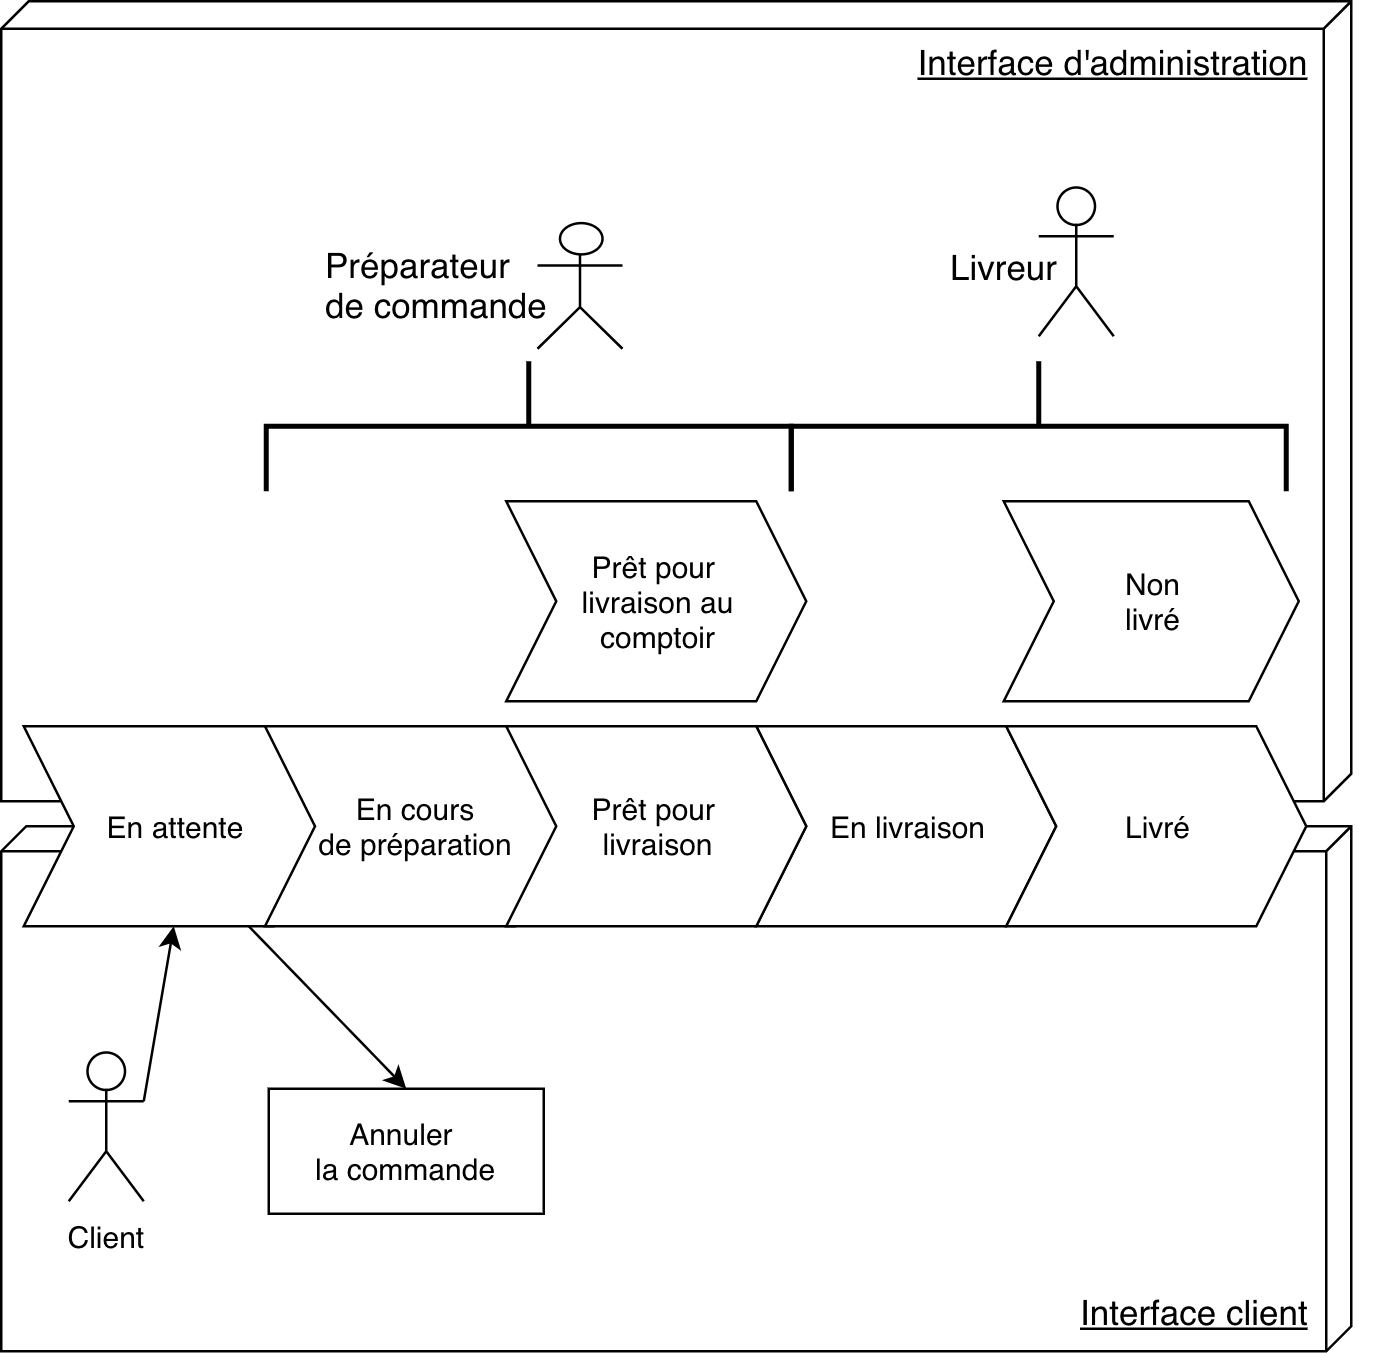 Interface d'administration
Préparateur
de commande
Livreur
Prêt pour
livraison au
comptoir
Non
livré
En attente
En cours
de préparation
Prêt pour
livraison
En livraison
Livré
Annuler
la commande
Client
Interface client